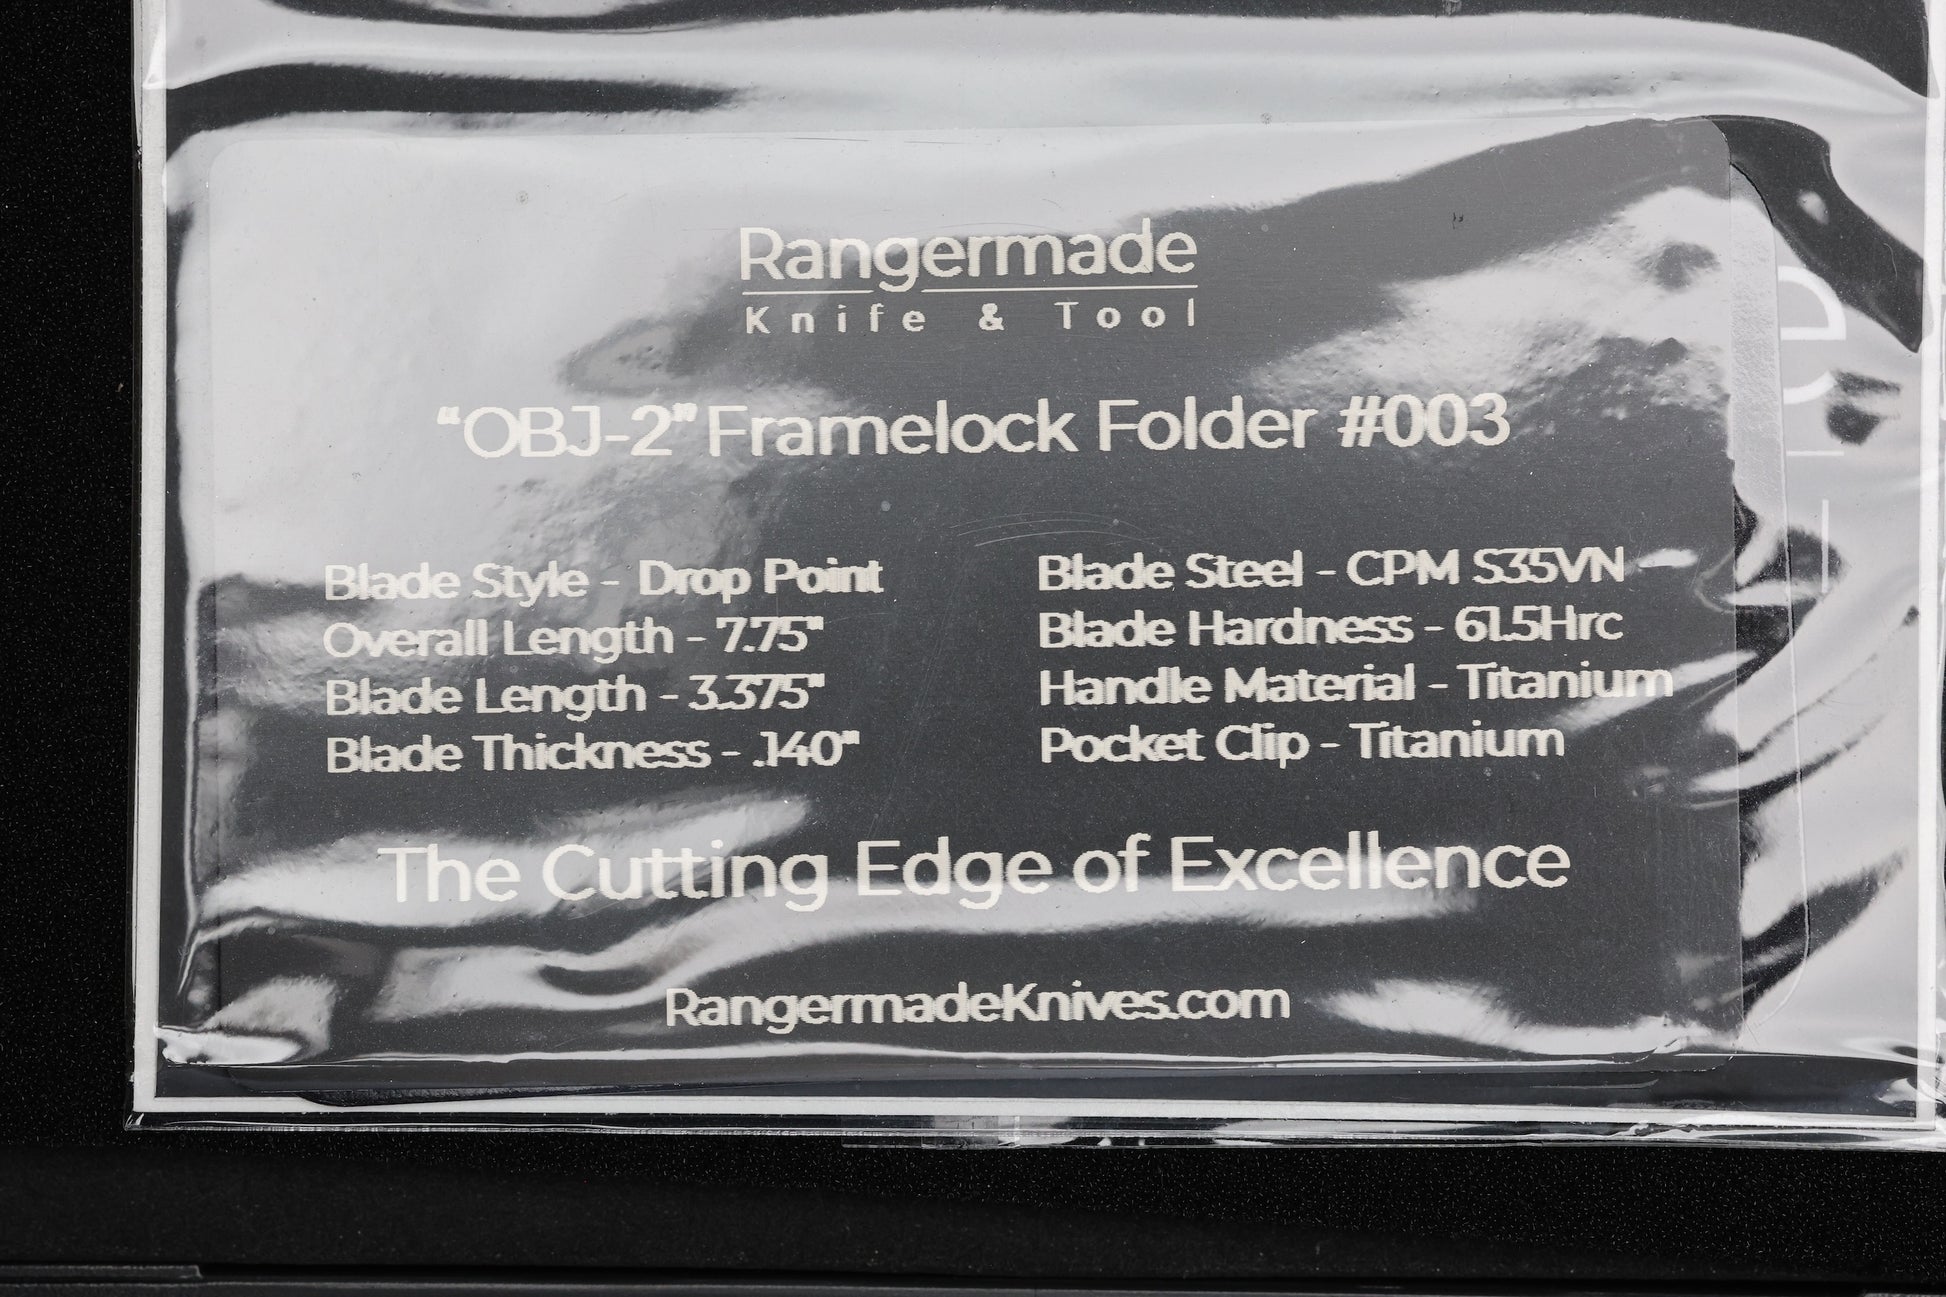 Rangermade
Knife & Tool
"OBJ-2" Framelock Folder #003
Blade Style - Drop Point
Overall Length - 7.75"
Blade Length - 3.375"
Blade Thickness - .140"
Blade Steel - CPM S35VN
Blade Hardness - 61.5Hrc
Handle Material - Titanium
Pocket Clip - Titanium
The Cutting Edge of Excellence
RangermadeKnives.com